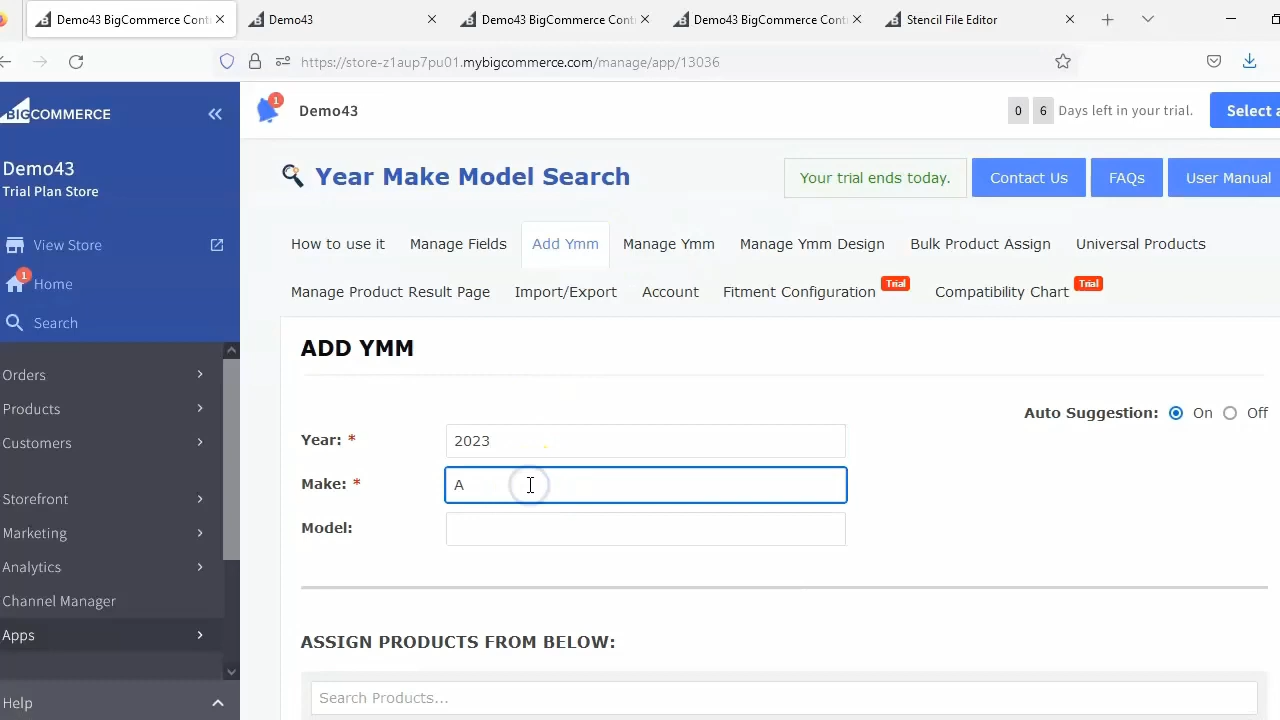 Demo43 BigCommerce Cont
Demo43
Demo43 BigCommerce Cont
Demo43 BigCommerce Cont
Stencil File Editor
https://store-z1aup7pu01.mybigcommerce.com/manage/app/13036
BIGCOMMERCE
1
Demo43
0 6 Days left in your trial.
Select a
Demo43
Trial Plan Store
View Store
1
Home
Search
Orders
Products
Customers
Storefront
Marketing
Analytics
Channel Manager
Apps
Help
Year Make Model Search
Your trial ends today.
Contact Us
FAQs
User Manual
How to use it
Manage Fields
Add Ymm
Manage Ymm
Manage Ymm Design
Bulk Product Assign
Universal Products
Manage Product Result Page
Import/Export
Account
Fitment Configuration
Trial
Compatibility Chart
Trial
ADD YMM
Auto Suggestion: On Off
Year: * 2023
Make: * A
Model:
ASSIGN PRODUCTS FROM BELOW:
Search Products...